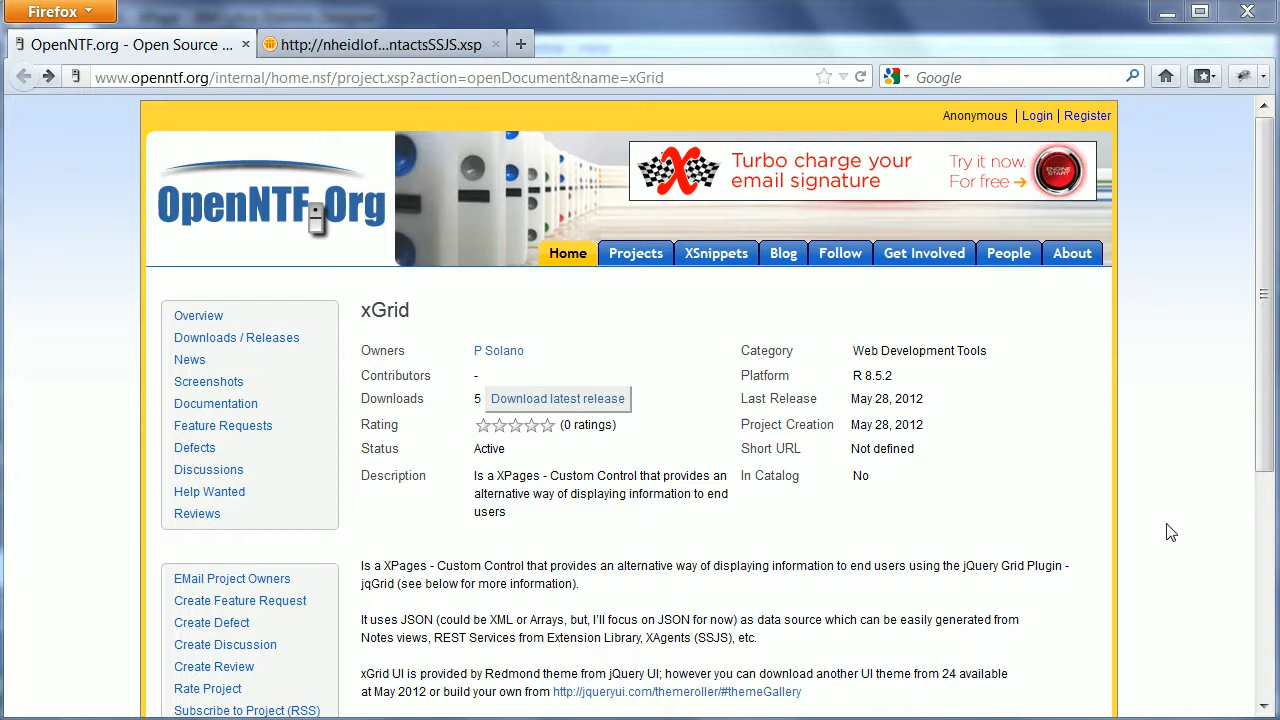 Firefox
OpenNTF.org - Open Source ...
http://nheidlof...ntactsSSJS.xsp
www.openntf.org/internal/home.nsf/project.xsp?action=openDocument&name=xGrid
Google
Anonymous | Login | Register
OpenNTF.Org
Turbo charge your
email signature
Try it now.
For free →
ENGINE
START
Home
Projects
XSnippets
Blog
Follow
Get Involved
People
About
Overview
Downloads / Releases
News
Screenshots
Documentation
Feature Requests
Defects
Discussions
Help Wanted
Reviews
EMail Project Owners
Create Feature Request
Create Defect
Create Discussion
Create Review
Rate Project
Subscribe to Project (RSS)
xGrid
Owners P Solano Category Web Development Tools
Contributors - Platform R 8.5.2
Downloads 5 Download latest release Last Release May 28, 2012
Rating (0 ratings) Project Creation May 28, 2012
Status Active Short URL Not defined
Description Is a XPages - Custom Control that provides an In Catalog No
alternative way of displaying information to end
users
Is a XPages - Custom Control that provides an alternative way of displaying information to end users using the jQuery Grid Plugin -
jqGrid (see below for more information).
It uses JSON (could be XML or Arrays, but, I'll focus on JSON for now) as data source which can be easily generated from
Notes views, REST Services from Extension Library, XAgents (SSJS), etc.
xGrid UI is provided by Redmond theme from jQuery UI; however you can download another UI theme from 24 available
at May 2012 or build your own from http://jqueryui.com/themeroller/#themeGallery